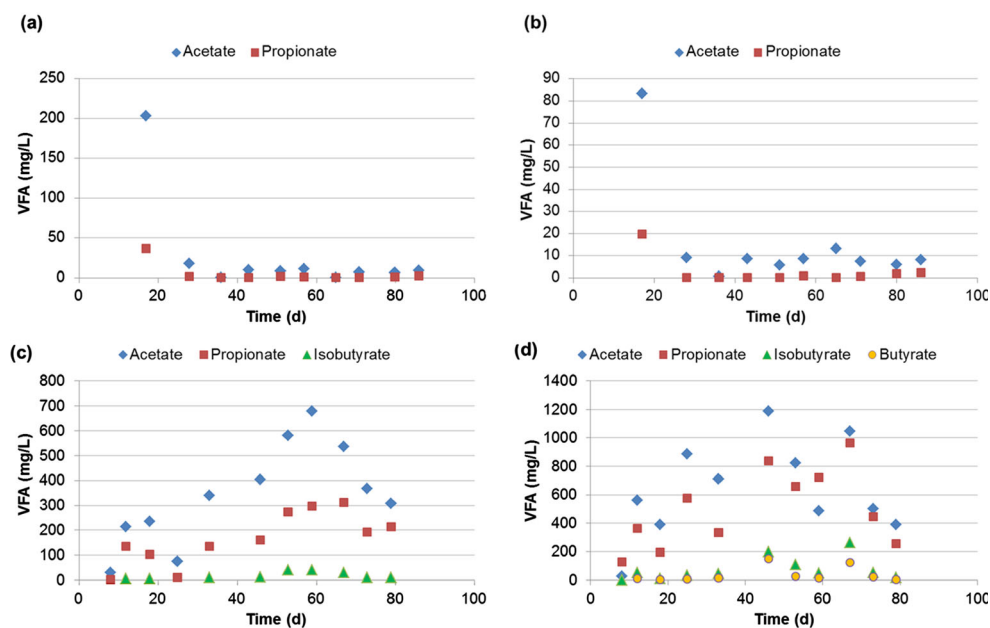 (a)
Acetate Propionate
250
200
150
100
50
0
0 20 40 60 80 100
VFA (mg/L)
Time (d)
(b)
Acetate Propionate
90
80
70
60
50
40
30
20
10
0
0 20 40 60 80 100
VFA (mg/L)
Time (d)
(c)
Acetate Propionate Isobutyrate
800
700
600
500
400
300
200
100
0
0 20 40 60 80 100
VFA (mg/L)
Time (d)
(d)
Acetate Propionate Isobutyrate Butyrate
1400
1200
1000
800
600
400
200
0
0 20 40 60 80 100
VFA (mg/L)
Time (d)